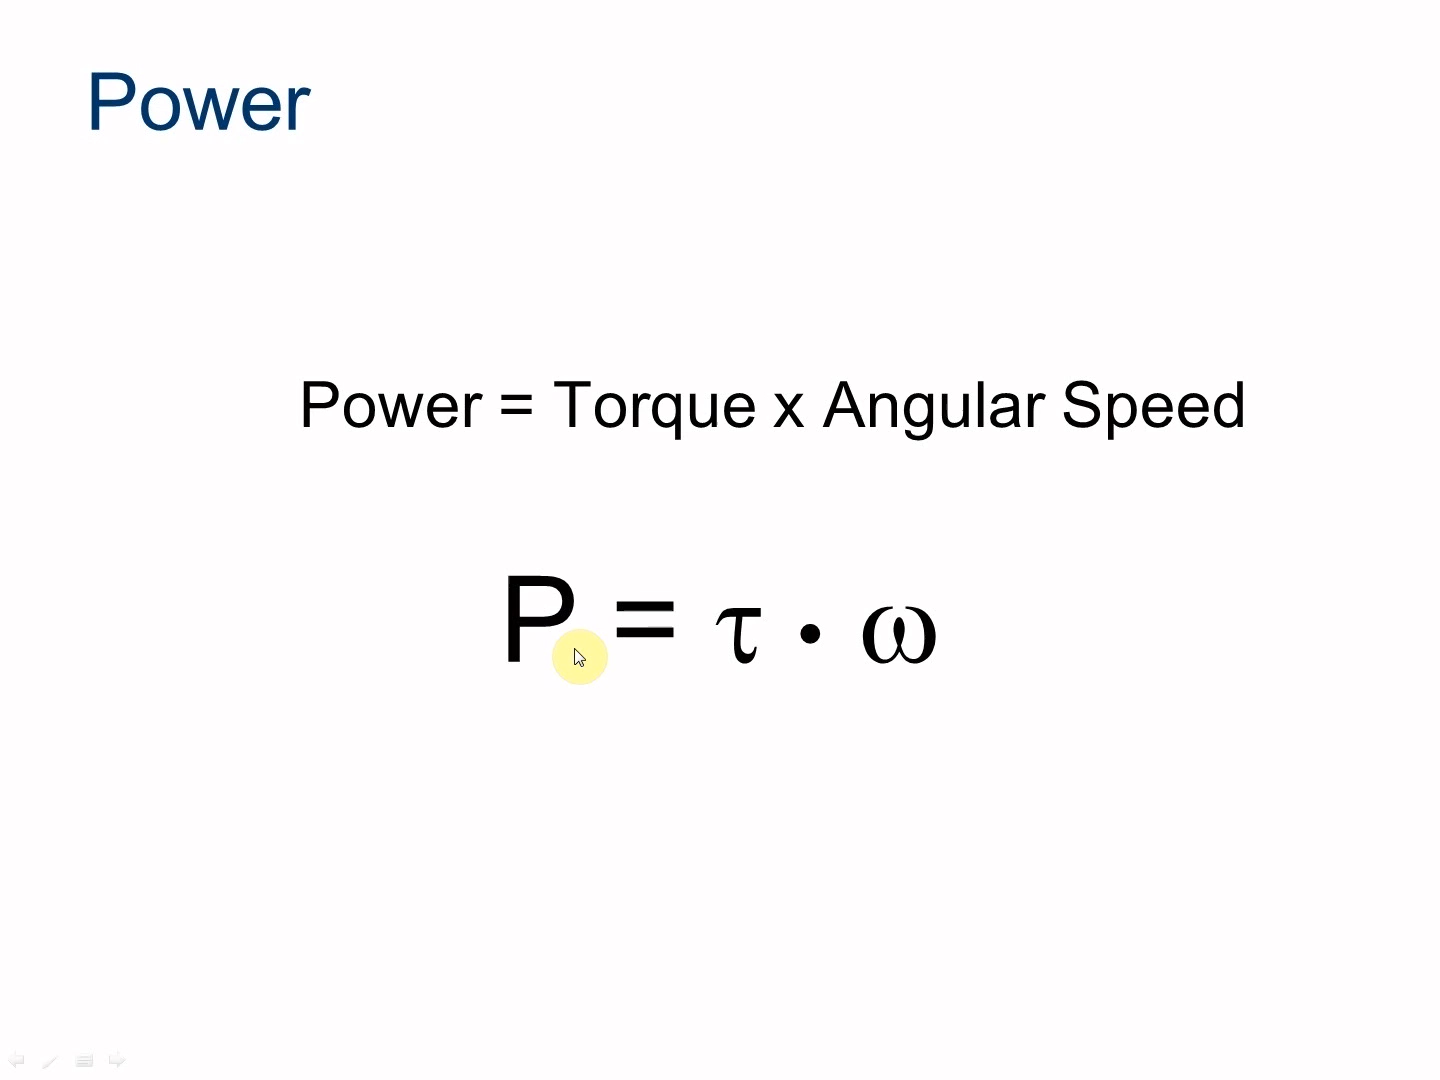 Power
Power = Torque x Angular Speed
P = τ · ω